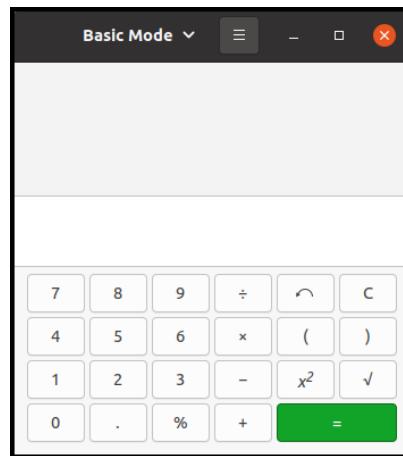 Basic Mode
7 8 9 ÷ C
4 5 6 × ( )
1 2 3 − x² √
0 . % + =